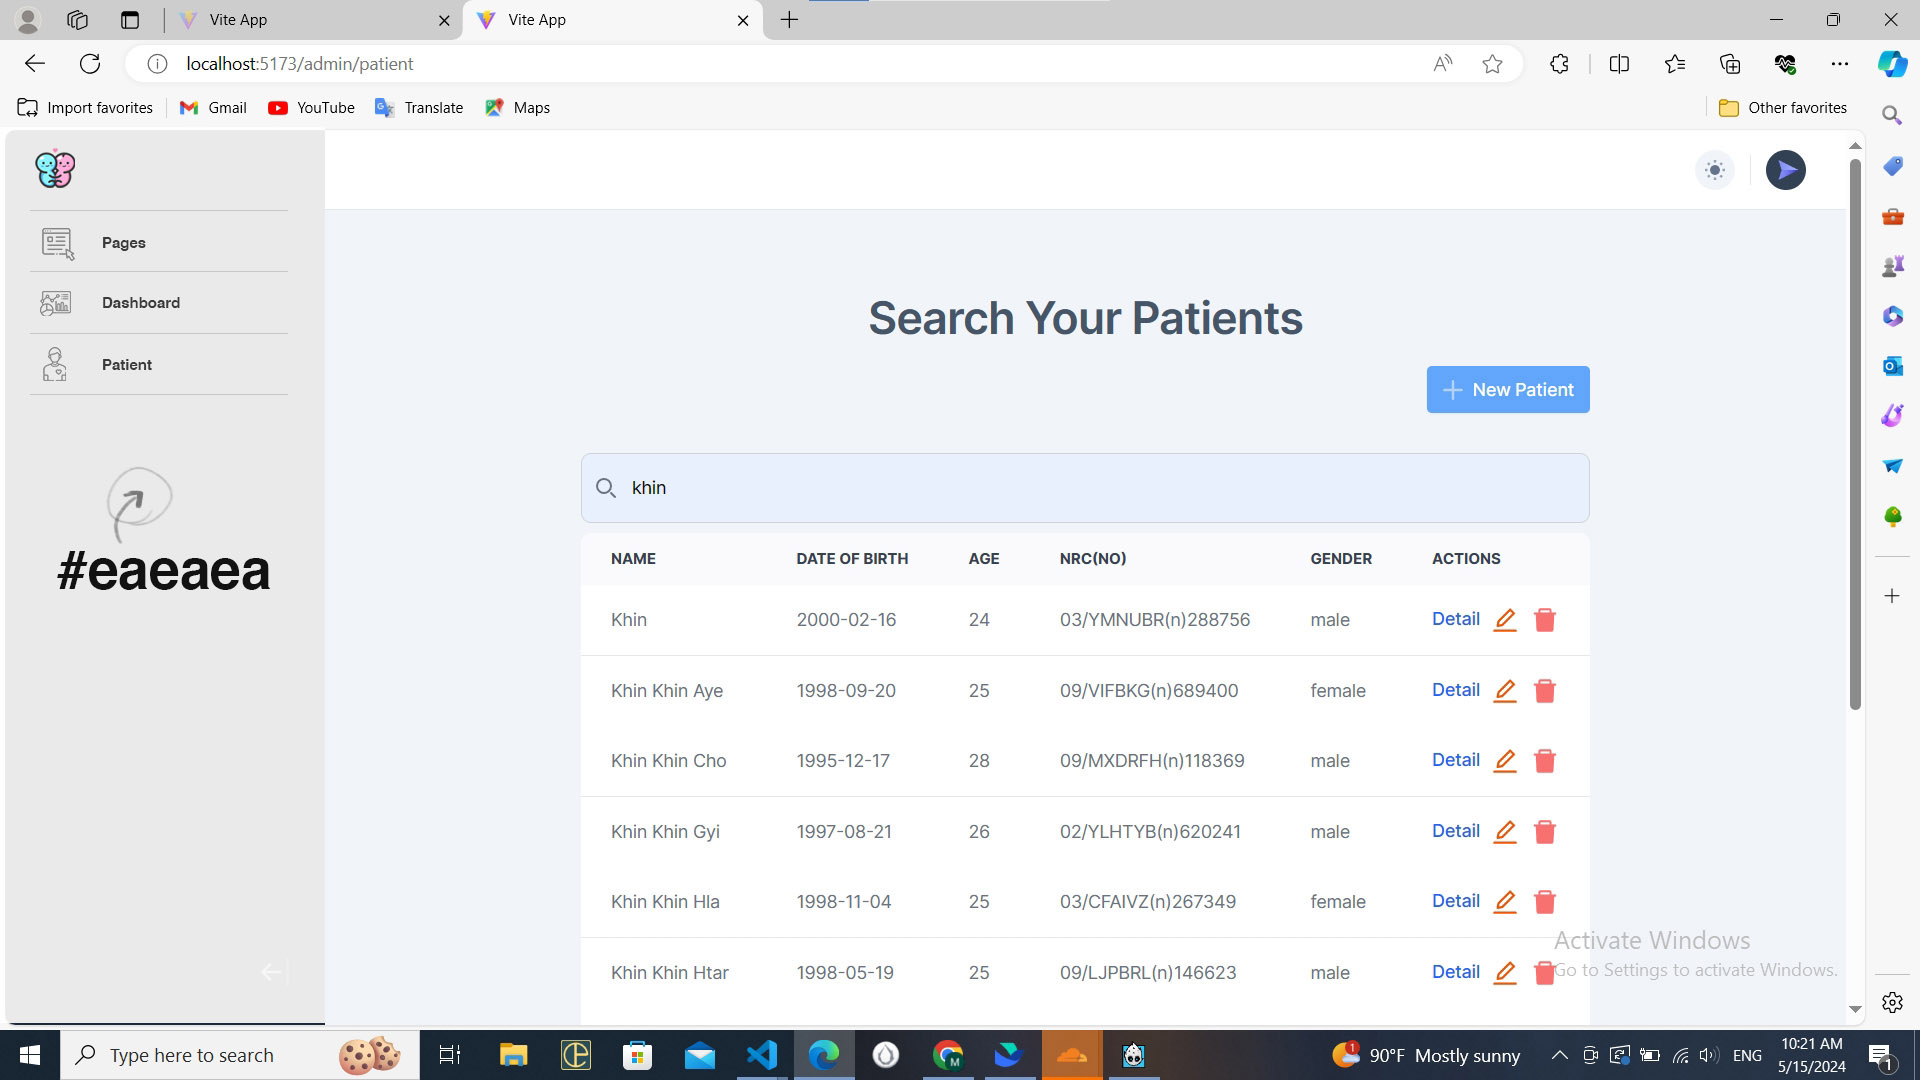 Vite App
Vite App
localhost:5173/admin/patient
Import favorites
Gmail
YouTube
Translate
Maps
Other favorites
Pages
Dashboard
Patient
#eaeaea
Search Your Patients
New Patient
khin
NAME DATE OF BIRTH AGE NRC(NO) GENDER ACTIONS
Khin 2000-02-16 24 03/YMNUBR(n)288756 male Detail
Khin Khin Aye 1998-09-20 25 09/VIFBKG(n)689400 female Detail
Khin Khin Cho 1995-12-17 28 09/MXDRFH(n)118369 male Detail
Khin Khin Gyi 1997-08-21 26 02/YLHTYB(n)620241 male Detail
Khin Khin Hla 1998-11-04 25 03/CFAIVZ(n)267349 female Detail
Khin Khin Htar 1998-05-19 25 09/LJPBRL(n)146623 male Detail
Activate Windows
Go to Settings to activate Windows.
Type here to search
1
90°F Mostly sunny
ENG
10:21 AM
5/15/2024
1